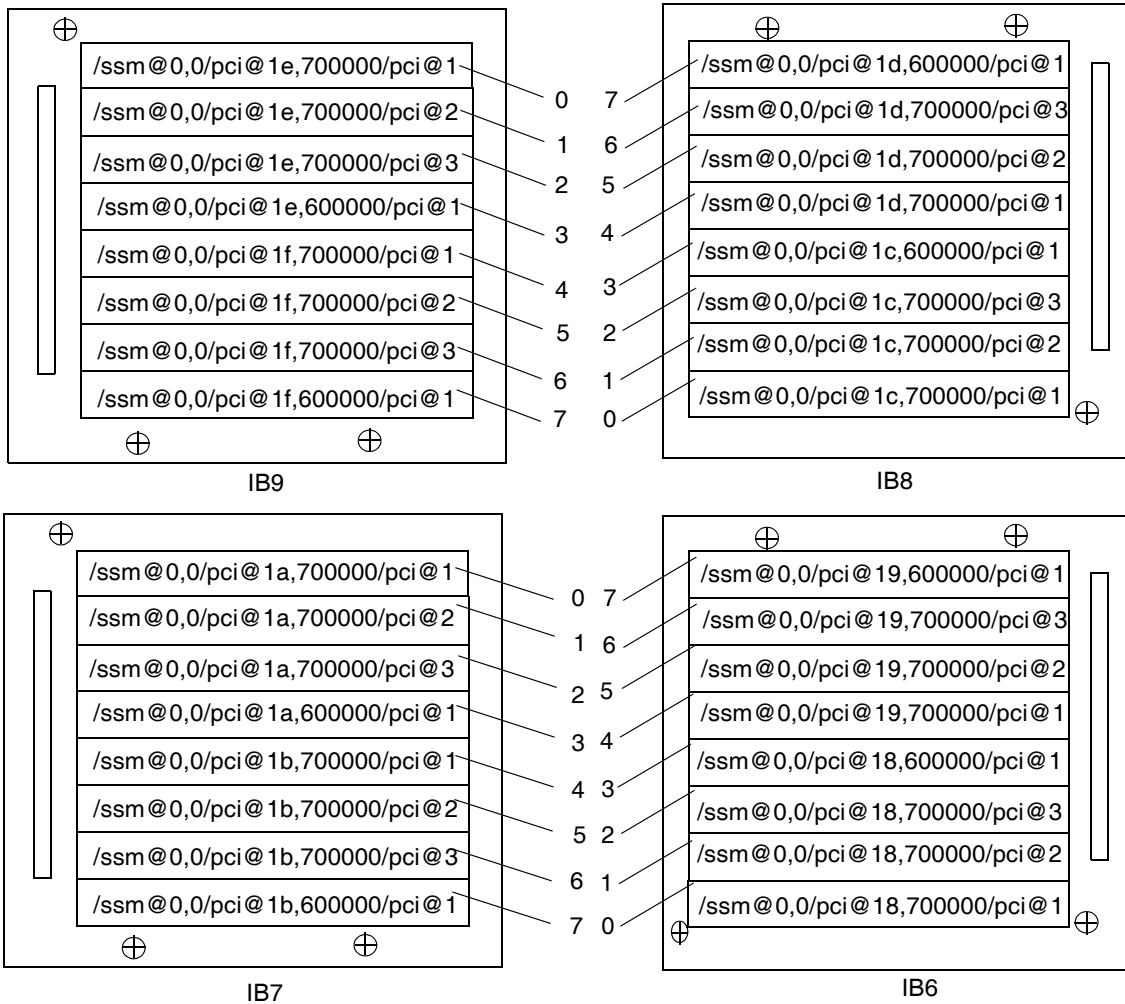 /ssm@0,0/pci@1e,700000/pci@1
/ssm@0,0/pci@1e,700000/pci@2
/ssm@0,0/pci@1e,700000/pci@3
/ssm@0,0/pci@1e,600000/pci@1
/ssm@0,0/pci@1f,700000/pci@1
/ssm@0,0/pci@1f,700000/pci@2
/ssm@0,0/pci@1f,700000/pci@3
/ssm@0,0/pci@1f,600000/pci@1
0
1
2
3
4
5
6
7
IB9
7
6
5
4
3
2
1
0
/ssm@0,0/pci@1d,600000/pci@1
/ssm@0,0/pci@1d,700000/pci@3
/ssm@0,0/pci@1d,700000/pci@2
/ssm@0,0/pci@1d,700000/pci@1
/ssm@0,0/pci@1c,600000/pci@1
/ssm@0,0/pci@1c,700000/pci@3
/ssm@0,0/pci@1c,700000/pci@2
/ssm@0,0/pci@1c,700000/pci@1
IB8
/ssm@0,0/pci@1a,700000/pci@1
/ssm@0,0/pci@1a,700000/pci@2
/ssm@0,0/pci@1a,700000/pci@3
/ssm@0,0/pci@1a,600000/pci@1
/ssm@0,0/pci@1b,700000/pci@1
/ssm@0,0/pci@1b,700000/pci@2
/ssm@0,0/pci@1b,700000/pci@3
/ssm@0,0/pci@1b,600000/pci@1
0
1
2
3
4
5
6
7
IB7
7
6
5
4
3
2
1
0
/ssm@0,0/pci@19,600000/pci@1
/ssm@0,0/pci@19,700000/pci@3
/ssm@0,0/pci@19,700000/pci@2
/ssm@0,0/pci@19,700000/pci@1
/ssm@0,0/pci@18,600000/pci@1
/ssm@0,0/pci@18,700000/pci@3
/ssm@0,0/pci@18,700000/pci@2
/ssm@0,0/pci@18,700000/pci@1
IB6